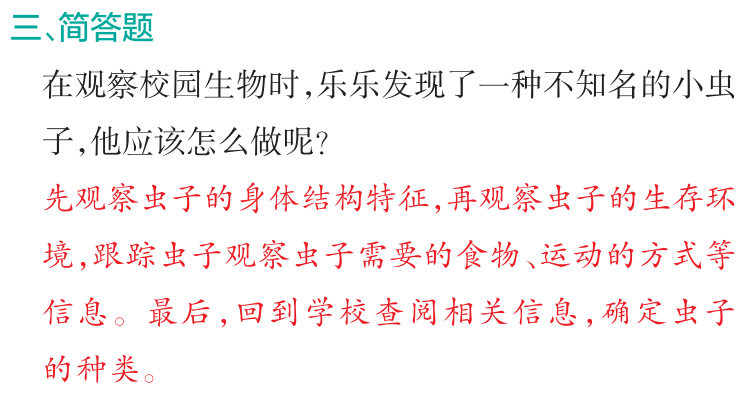 三、简答题
在观察校园生物时,乐乐发现了一种不知名的小虫
子,他应该怎么做呢?
先观察虫子的身体结构特征,再观察虫子的生存环
境,跟踪虫子观察虫子需要的食物、运动的方式等
信息。最后,回到学校查阅相关信息,确定虫子
的种类。